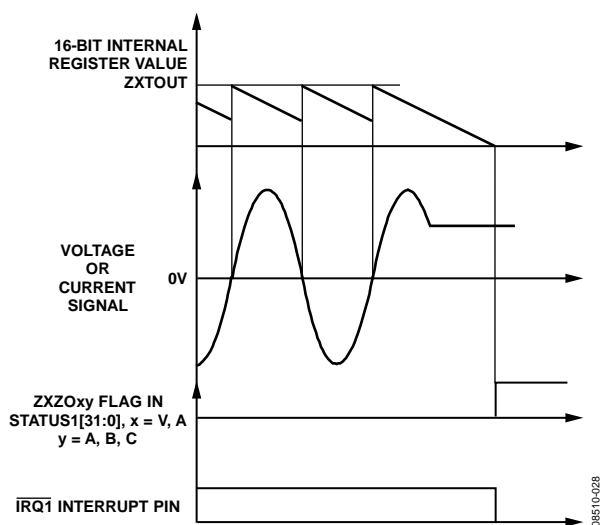 16-BIT INTERNAL
REGISTER VALUE
ZXTOUT
VOLTAGE
OR
CURRENT
SIGNAL
0V
ZXZOxy FLAG IN
STATUS1[31:0], x = V, A
y = A, B, C
IRQ1 INTERRUPT PIN
08510-028